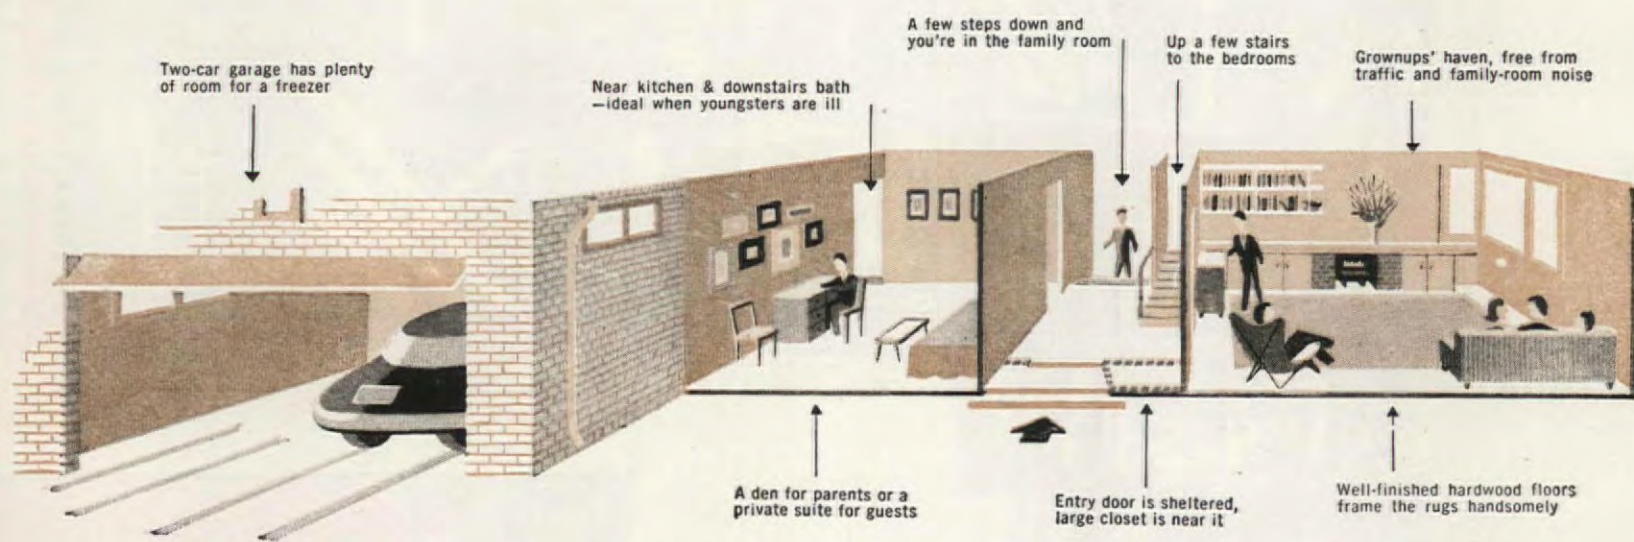 Two-car garage has plenty
of room for a freezer
Near kitchen & downstairs bath
—ideal when youngsters are ill
A few steps down and
you're in the family room
Up a few stairs
to the bedrooms
Grownups' haven, free from
traffic and family-room noise
A den for parents or a
private suite for guests
Entry door is sheltered,
large closet is near it
Well-finished hardwood floors
frame the rugs handsomely